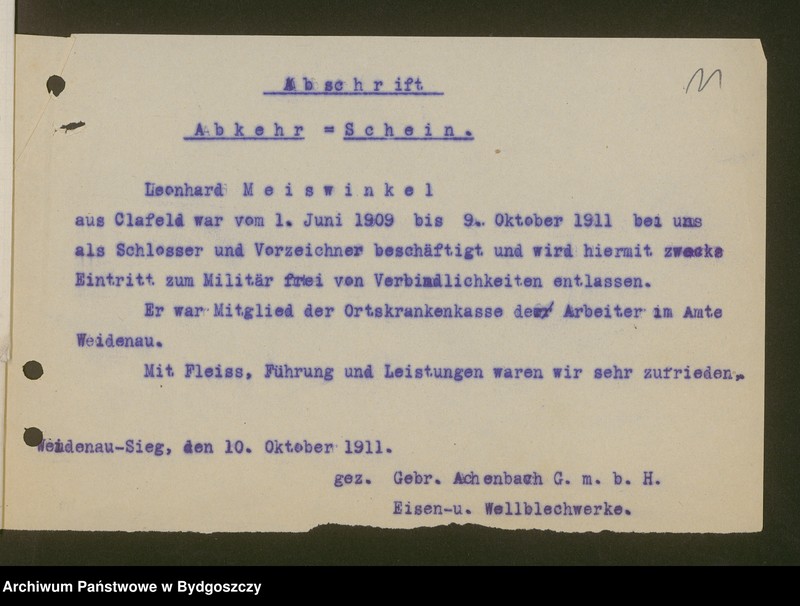 Abschrift
11
Abkehr = Schein.
Leonhard Meiswinkel
aus Clafeld war vom 1. Juni 1909 bis 9. Oktober 1911 bei uns
als Schlosser und Vorzeichner beschäftigt und wird hiermit zwecks
Eintritt zum Militär frei von Verbindlichkeiten entlassen.
Er war Mitglied der Ortskrankenkasse der Arbeiter im Amte
Weidenau.
Mit Fleiss, Führung und Leistungen waren wir sehr zufrieden.
Weidenau-Sieg, den 10. Oktober 1911.
gez. Gebr. Achenbach G. m. b. H.
Eisen-u. Wellblechwerke.
Archiwum Państwowe w Bydgoszczy